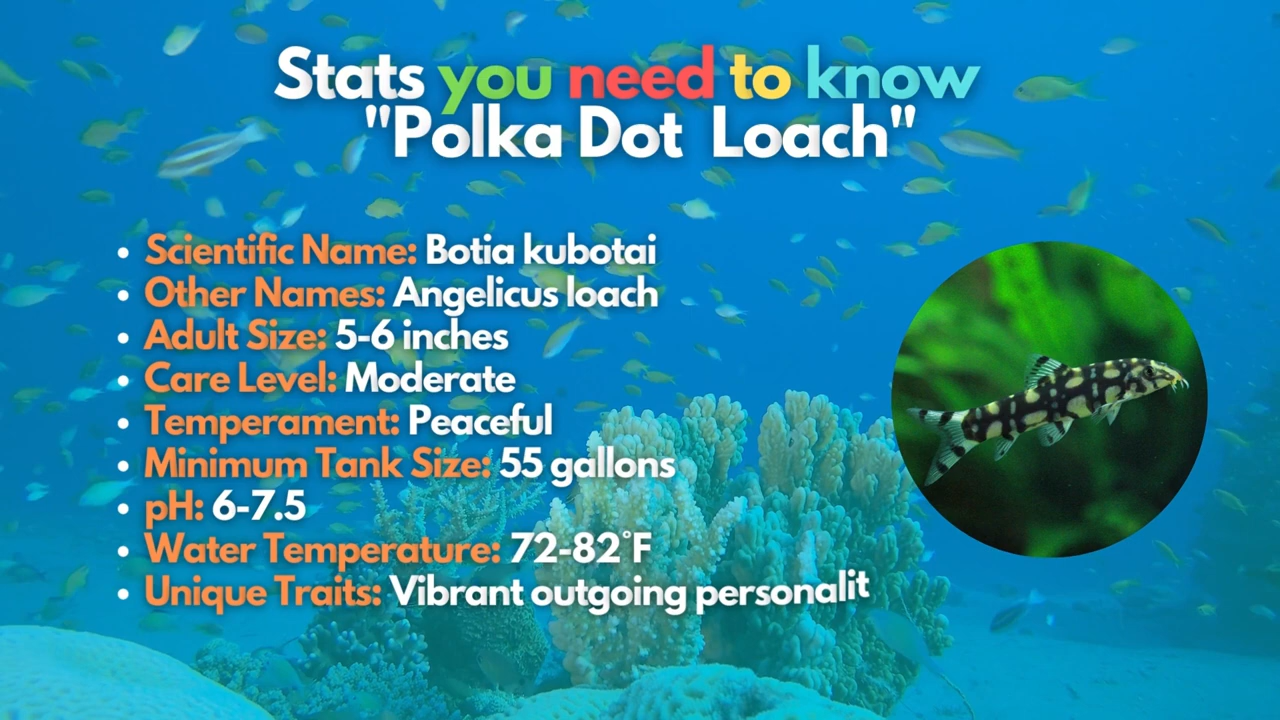 Stats you need to know
"Polka Dot Loach"
• Scientific Name: Botia kubotai
• Other Names: Angelicus loach
• Adult Size: 5-6 inches
• Care Level: Moderate
• Temperament: Peaceful
• Minimum Tank Size: 55 gallons
• pH: 6-7.5
• Water Temperature: 72-82°F
• Unique Traits: Vibrant outgoing personalit